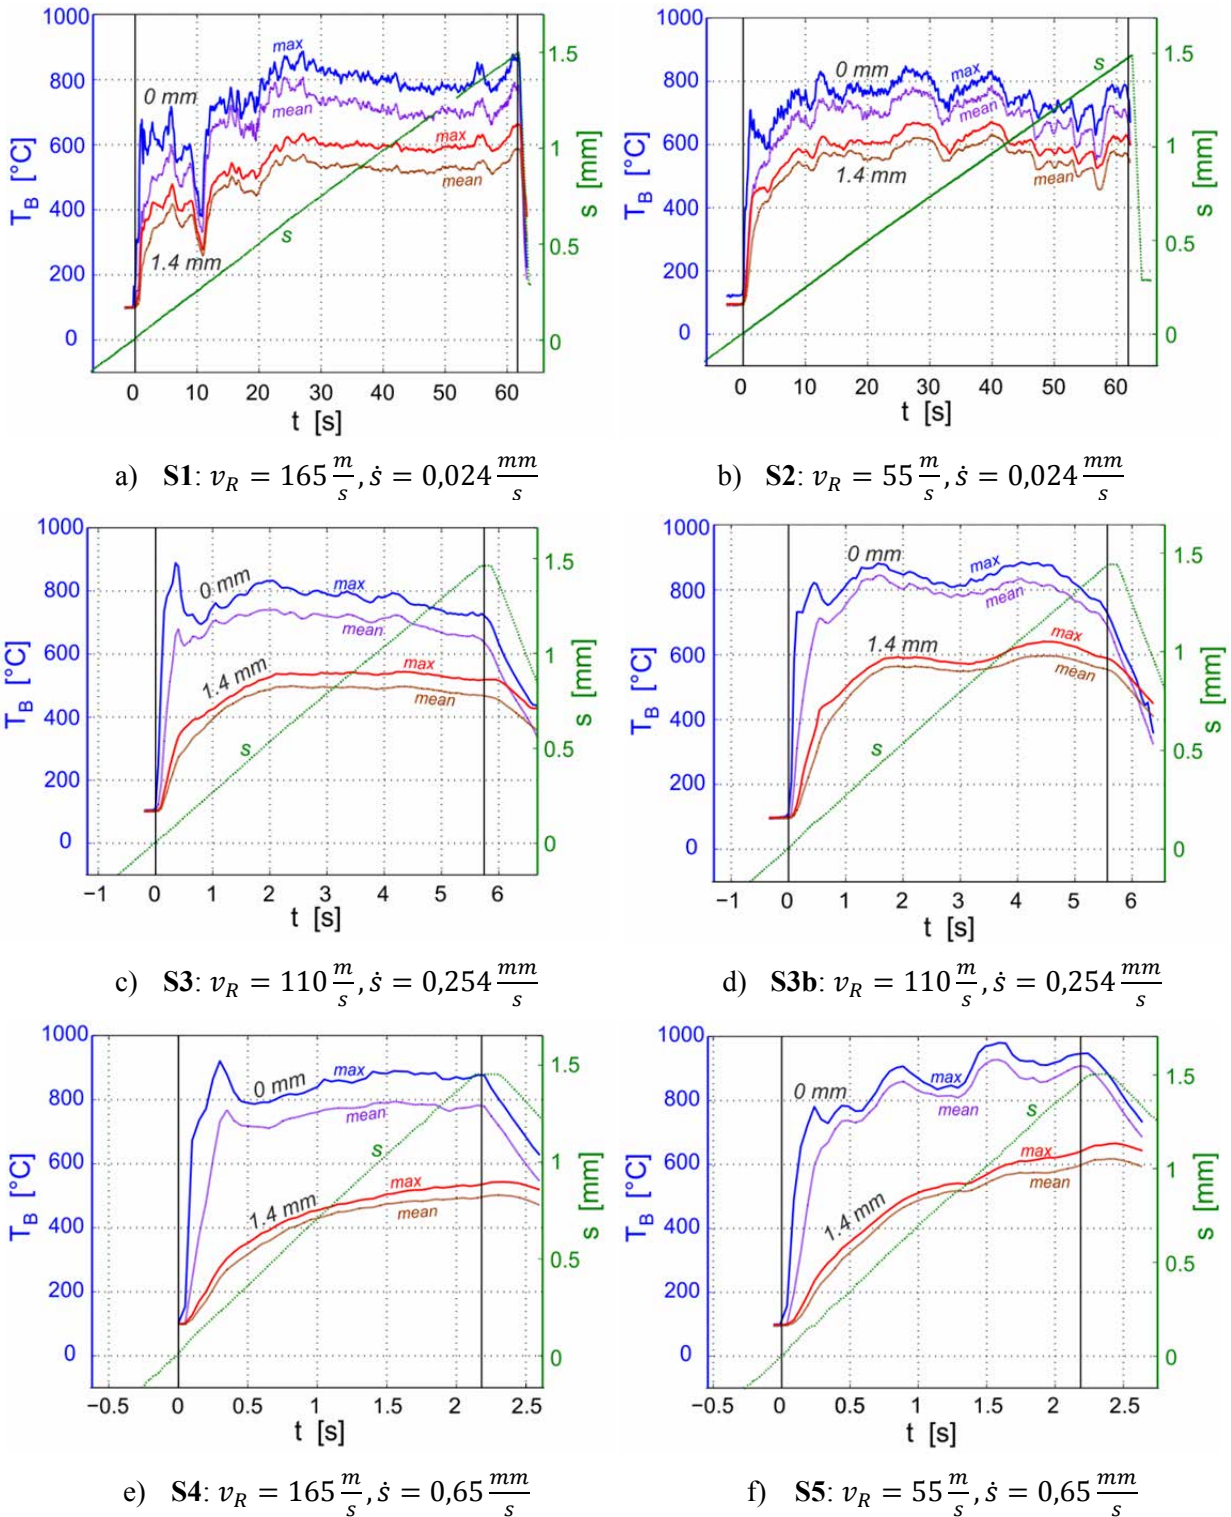 1000
800
600
400
200
0
T_B [°C]
max
0 mm
mean
max
mean
1.4 mm
s
1.5
1
0.5
0
s [mm]
0 10 20 30 40 50 60
t [s]
a) S1: v_R = 165 m/s, ṡ = 0,024 mm/s
1000
800
600
400
200
0
T_B [°C]
0 mm
max
mean
1.4 mm
mean
s
1.5
1
0.5
0
s [mm]
0 10 20 30 40 50 60
t [s]
b) S2: v_R = 55 m/s, ṡ = 0,024 mm/s
1000
800
600
400
200
0
T_B [°C]
0 mm
max
mean
1.4 mm
max
mean
s
1.5
1
0.5
0
s [mm]
−1 0 1 2 3 4 5 6
t [s]
c) S3: v_R = 110 m/s, ṡ = 0,254 mm/s
1000
800
600
400
200
0
T_B [°C]
0 mm
max
mean
1.4 mm
max
mean
s
1.5
1
0.5
0
s [mm]
−1 0 1 2 3 4 5 6
t [s]
d) S3b: v_R = 110 m/s, ṡ = 0,254 mm/s
1000
800
600
400
200
0
T_B [°C]
0 mm
max
mean
s
1.4 mm
max
mean
1.5
1
0.5
0
s [mm]
−0.5 0 0.5 1 1.5 2 2.5
t [s]
e) S4: v_R = 165 m/s, ṡ = 0,65 mm/s
1000
800
600
400
200
0
T_B [°C]
0 mm
max
mean
s
max
mean
1.4 mm
1.5
1
0.5
0
s [mm]
−0.5 0 0.5 1 1.5 2 2.5
t [s]
f) S5: v_R = 55 m/s, ṡ = 0,65 mm/s